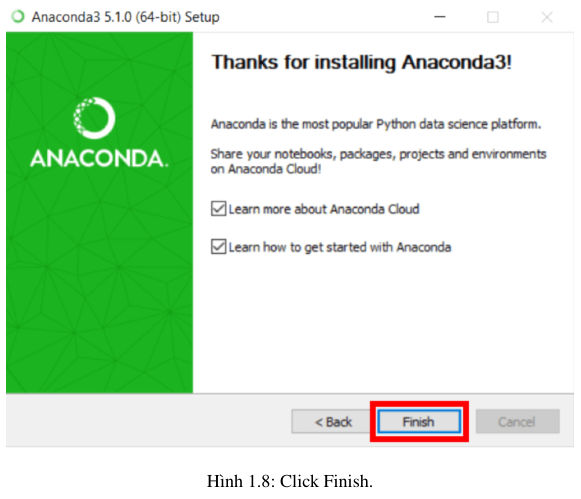 Anaconda3 5.1.0 (64-bit) Setup
Thanks for installing Anaconda3!
ANACONDA.
Anaconda is the most popular Python data science platform.
Share your notebooks, packages, projects and environments
on Anaconda Cloud!
Learn more about Anaconda Cloud
Learn how to get started with Anaconda
< Back
Finish
Cancel
Hình 1.8: Click Finish.